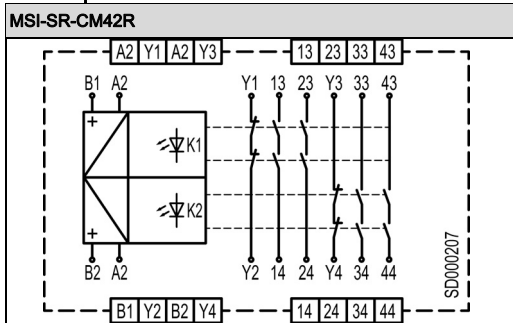 MSI-SR-CM42R
A2 Y1 A2 Y3 13 23 33 43
B1 A2 Y1 13 23 Y3 33 43
+ K1
+ K2
B2 A2 Y2 14 24 Y4 34 44
SD000207
B1 Y2 B2 Y4 14 24 34 44